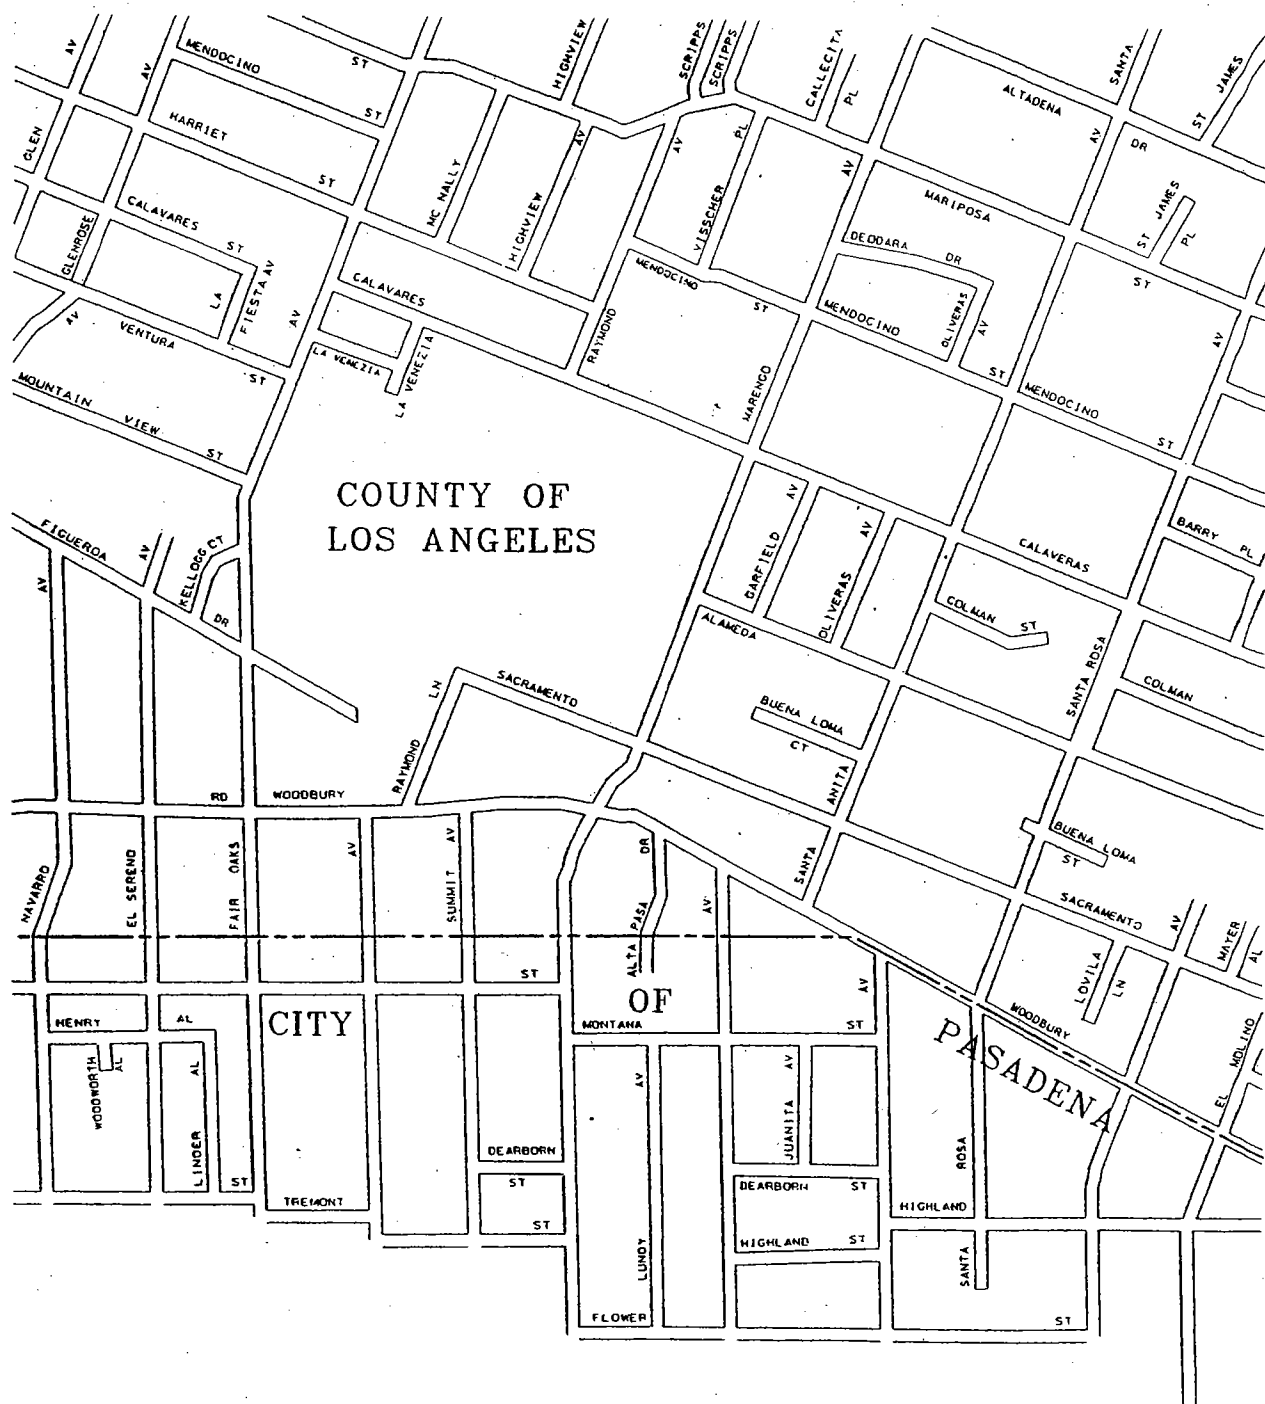 AV
AV
MENDOCINO
ST
HIGHVIEW
SCRIPPS
SCRIPPS
CALLECITA
PL
SANTA
ST JAMES
ALTADENA
DR
GLEN
HARRIET
ST
ST
MC NALLY
HIGHVIEW
AV
AV
PL
VISSCHER
AV
AV
MARIPOSA
ST
ST JAMES
PL
GLENROSE
AV
CALAVARES
ST
LA
FIESTA AV
AV
VENTURA
ST
CALAVARES
LA VENEZIA
LA VENEZIA
RAYMOND
MENDOCINO
ST
DEODARA
DR
MENDOCINO
OLIVERAS
AV
ST
MENDOCINO
ST
AV
MOUNTAIN
VIEW
ST
MARENGO
COUNTY OF
LOS ANGELES
FIGUEROA
AV
AV
KELLOGG CT
DR
AV
GARFIELD
AV
OLIVERAS
CALAVERAS
BARRY
PL
COLMAN
ST
ALAMEDA
SANTA ROSA
COLMAN
LN
SACRAMENTO
RAYMOND
BUENA LOMA
CT
ANITA
SANTA
RD
WOODBURY
BUENA LOMA
ST
SACRAMENTO
NAVARRO
EL SERENO
FAIR OAKS
AV
SUMMIT
AV
ALTA PASA
DR
AV
AV
MAYER
AL
LOVILA
LN
ST
AV
WOODBURY
EL
MOLINO
CITY
OF
PASADENA
HENRY
AL
MONTANA
ST
WOODWORTH
AL
LINDER
AL
ST
AV
JUANITA
AV
DEARBORN
ST
DEARBORN
ST
ROSA
TREMONT
ST
HIGHLAND
HIGHLAND
ST
LUNDY
SANTA
FLOWER
ST